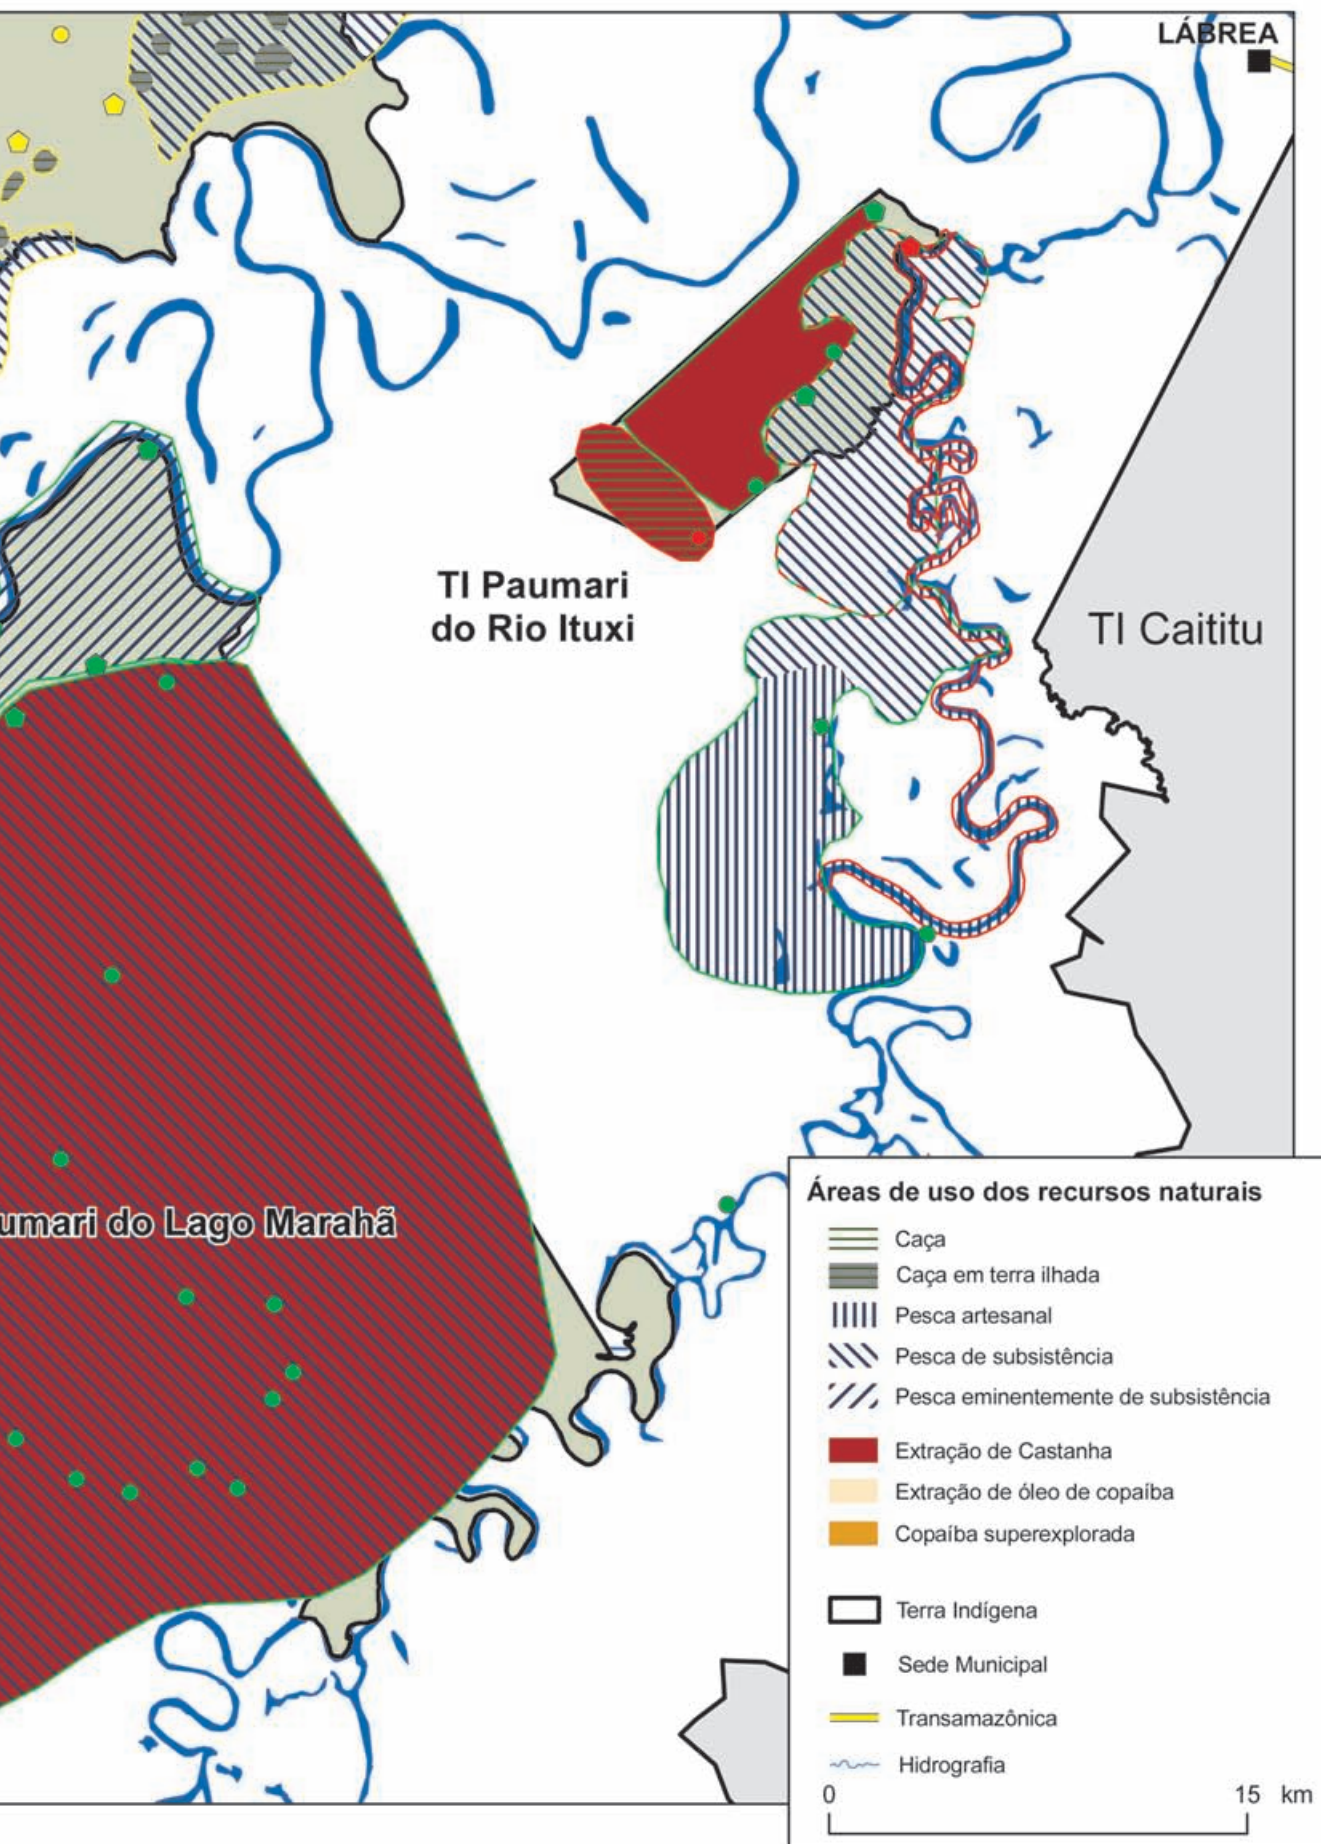 LÁBREA
TI Paumari
do Rio Ituxi
TI Caititu
umari do Lago Marahã
Áreas de uso dos recursos naturais
Caça
Caça em terra ilhada
Pesca artesanal
Pesca de subsistência
Pesca eminentemente de subsistência
Extração de Castanha
Extração de óleo de copaíba
Copaíba superexplorada
Terra Indígena
Sede Municipal
Transamazônica
Hidrografia
0 15 km